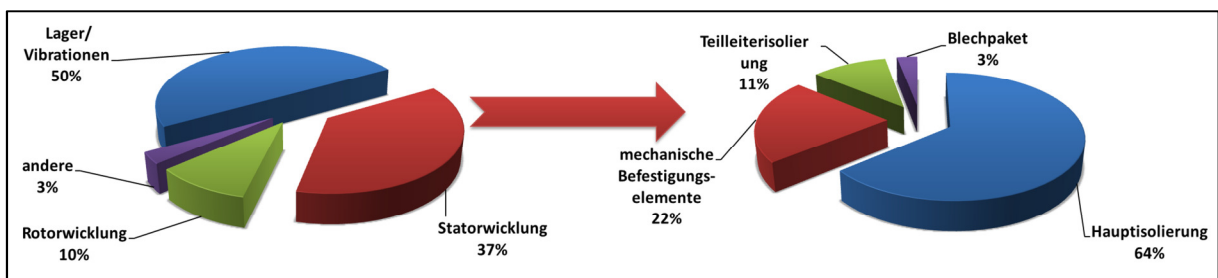 Lager/
Vibrationen
50%
andere
3%
Rotorwicklung
10%
Statorwicklung
37%
Teilleiterisolier
ung
11%
Blechpaket
3%
mechanische
Befestigungs-
elemente
22%
Hauptisolierung
64%